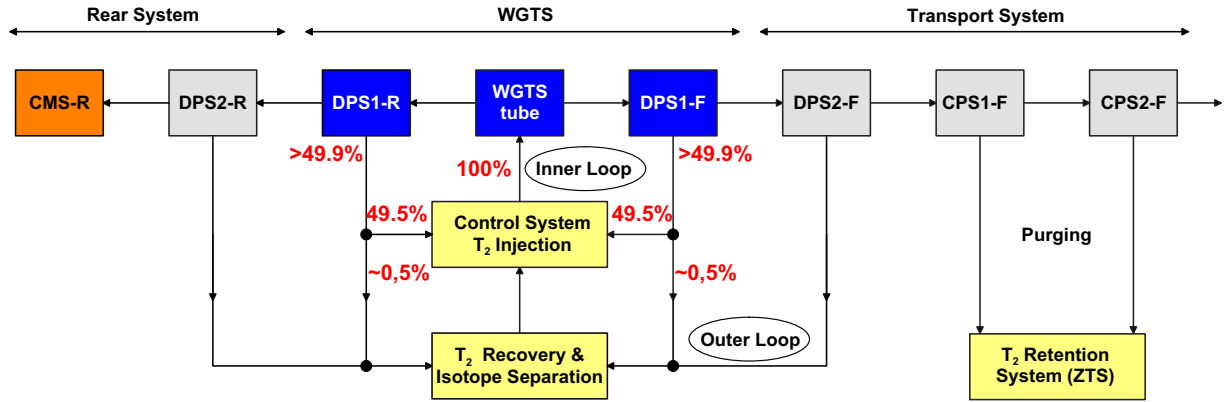 Rear System
WGTS
Transport System
CMS-R
DPS2-R
DPS1-R
WGTS
tube
DPS1-F
DPS2-F
CPS1-F
CPS2-F
>49.9%
100%
Inner Loop
>49.9%
49.5%
Control System
T₂ Injection
49.5%
Purging
~0,5%
~0,5%
Outer Loop
T₂ Recovery &
Isotope Separation
T₂ Retention
System (ZTS)